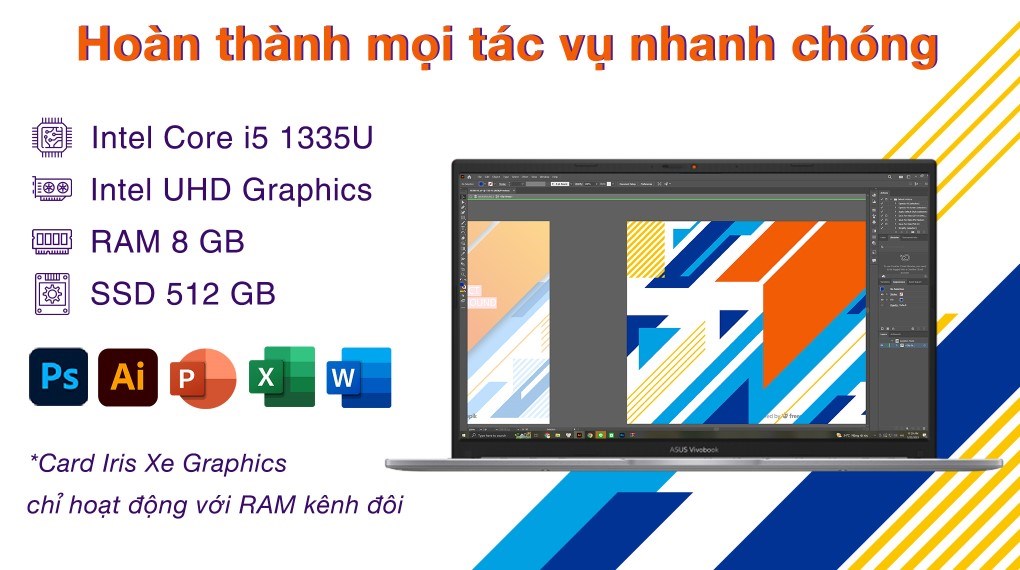 Hoàn thành mọi tác vụ nhanh chóng
Intel Core i5 1335U
Intel UHD Graphics
RAM 8 GB
SSD 512 GB
Ps
Ai
P
X
W
*Card Iris Xe Graphics
chỉ hoạt động với RAM kênh đôi
ASUS Vivobook